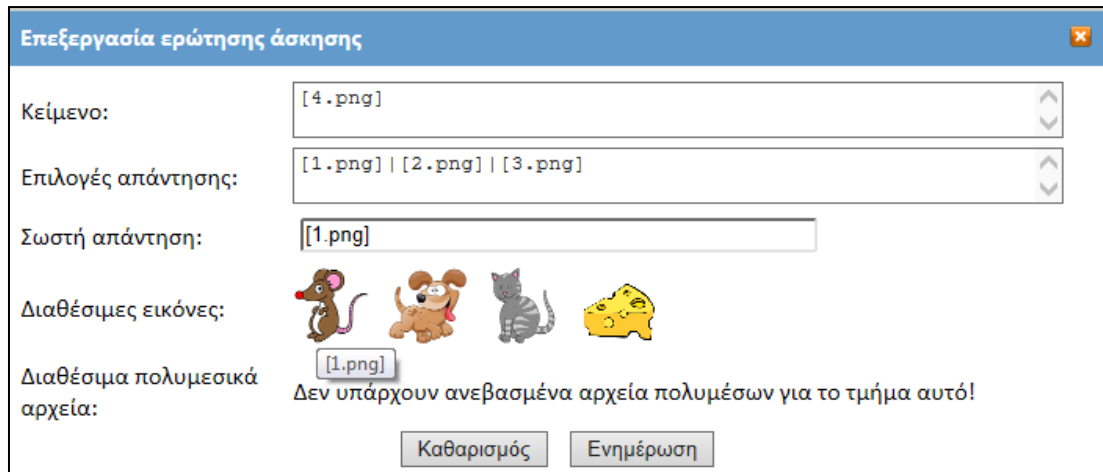 Επεξεργασία ερώτησης άσκησης
Κείμενο:
[4.png]
Επιλογές απάντησης:
[1.png]|[2.png]|[3.png]
Σωστή απάντηση:
[1.png]
Διαθέσιμες εικόνες:
[1.png]
Διαθέσιμα πολυμεσικά
αρχεία:
Δεν υπάρχουν ανεβασμένα αρχεία πολυμέσων για το τμήμα αυτό!
Καθαρισμός
Ενημέρωση